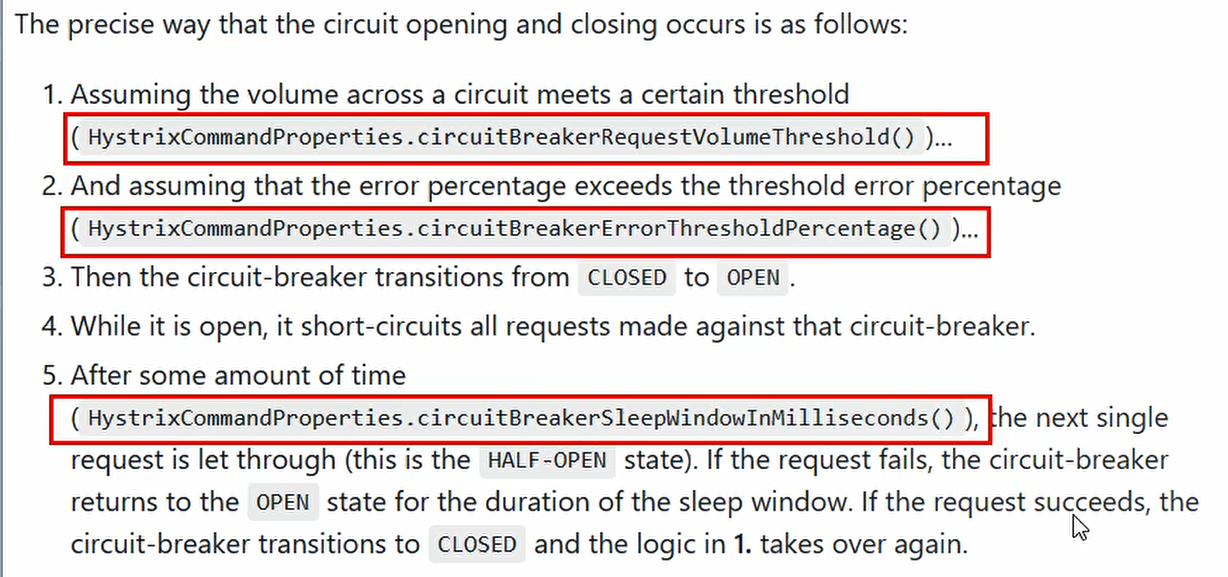 The precise way that the circuit opening and closing occurs is as follows:
1. Assuming the volume across a circuit meets a certain threshold
( HystrixCommandProperties.circuitBreakerRequestVolumeThreshold() )...
2. And assuming that the error percentage exceeds the threshold error percentage
( HystrixCommandProperties.circuitBreakerErrorThresholdPercentage() )...
3. Then the circuit-breaker transitions from CLOSED to OPEN .
4. While it is open, it short-circuits all requests made against that circuit-breaker.
5. After some amount of time
( HystrixCommandProperties.circuitBreakerSleepWindowInMilliseconds() ), the next single
request is let through (this is the HALF-OPEN state). If the request fails, the circuit-breaker
returns to the OPEN state for the duration of the sleep window. If the request succeeds, the
circuit-breaker transitions to CLOSED and the logic in 1. takes over again.